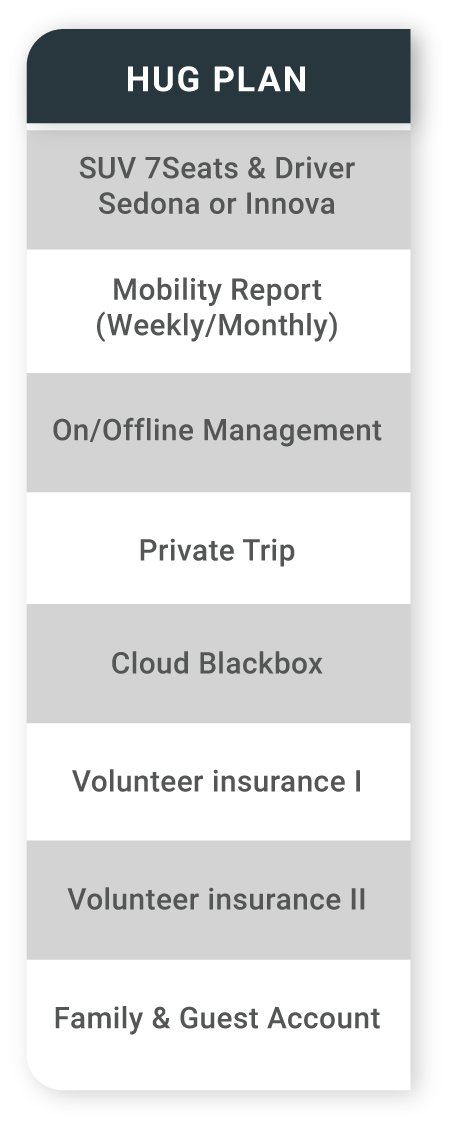 HUG PLAN
SUV 7Seats & Driver
Sedona or Innova
Mobility Report
(Weekly/Monthly)
On/Offline Management
Private Trip
Cloud Blackbox
Volunteer insurance I
Volunteer insurance II
Family & Guest Account